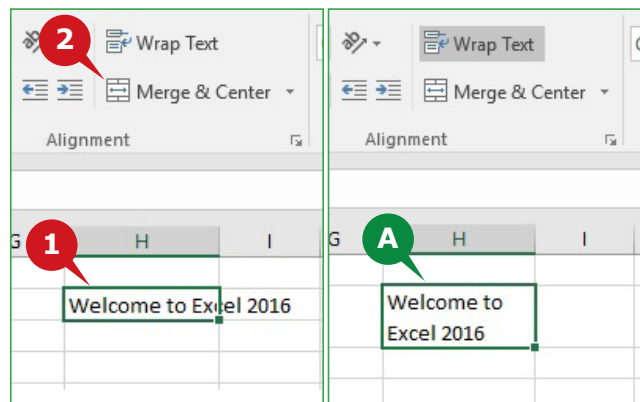 2
Wrap Text
Merge & Center
Alignment
G H I
1
Welcome to Excel 2016
Wrap Text
Merge & Center
Alignment
G H I
A
Welcome to
Excel 2016